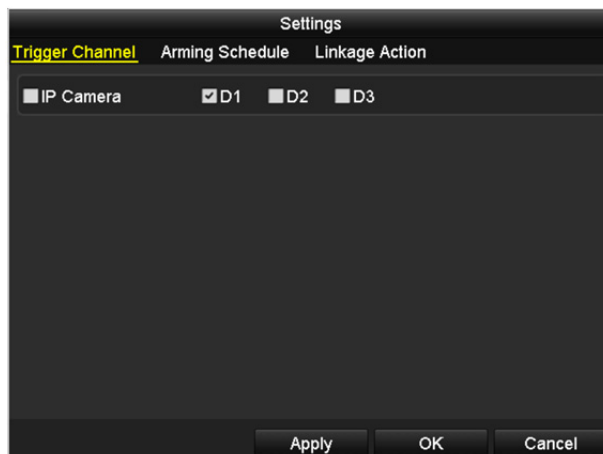 Settings
Trigger Channel Arming Schedule Linkage Action
IP Camera D1 D2 D3
Apply OK Cancel